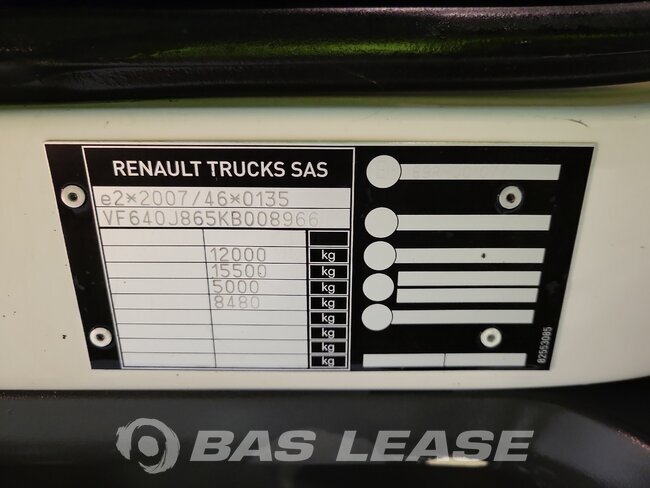 RENAULT TRUCKS SAS
e2*2007/46*0135
VF640J865KB008966
12000 kg
15500 kg
5000 kg
8480 kg
kg
kg
kg
kg
82553085
BAS LEASE